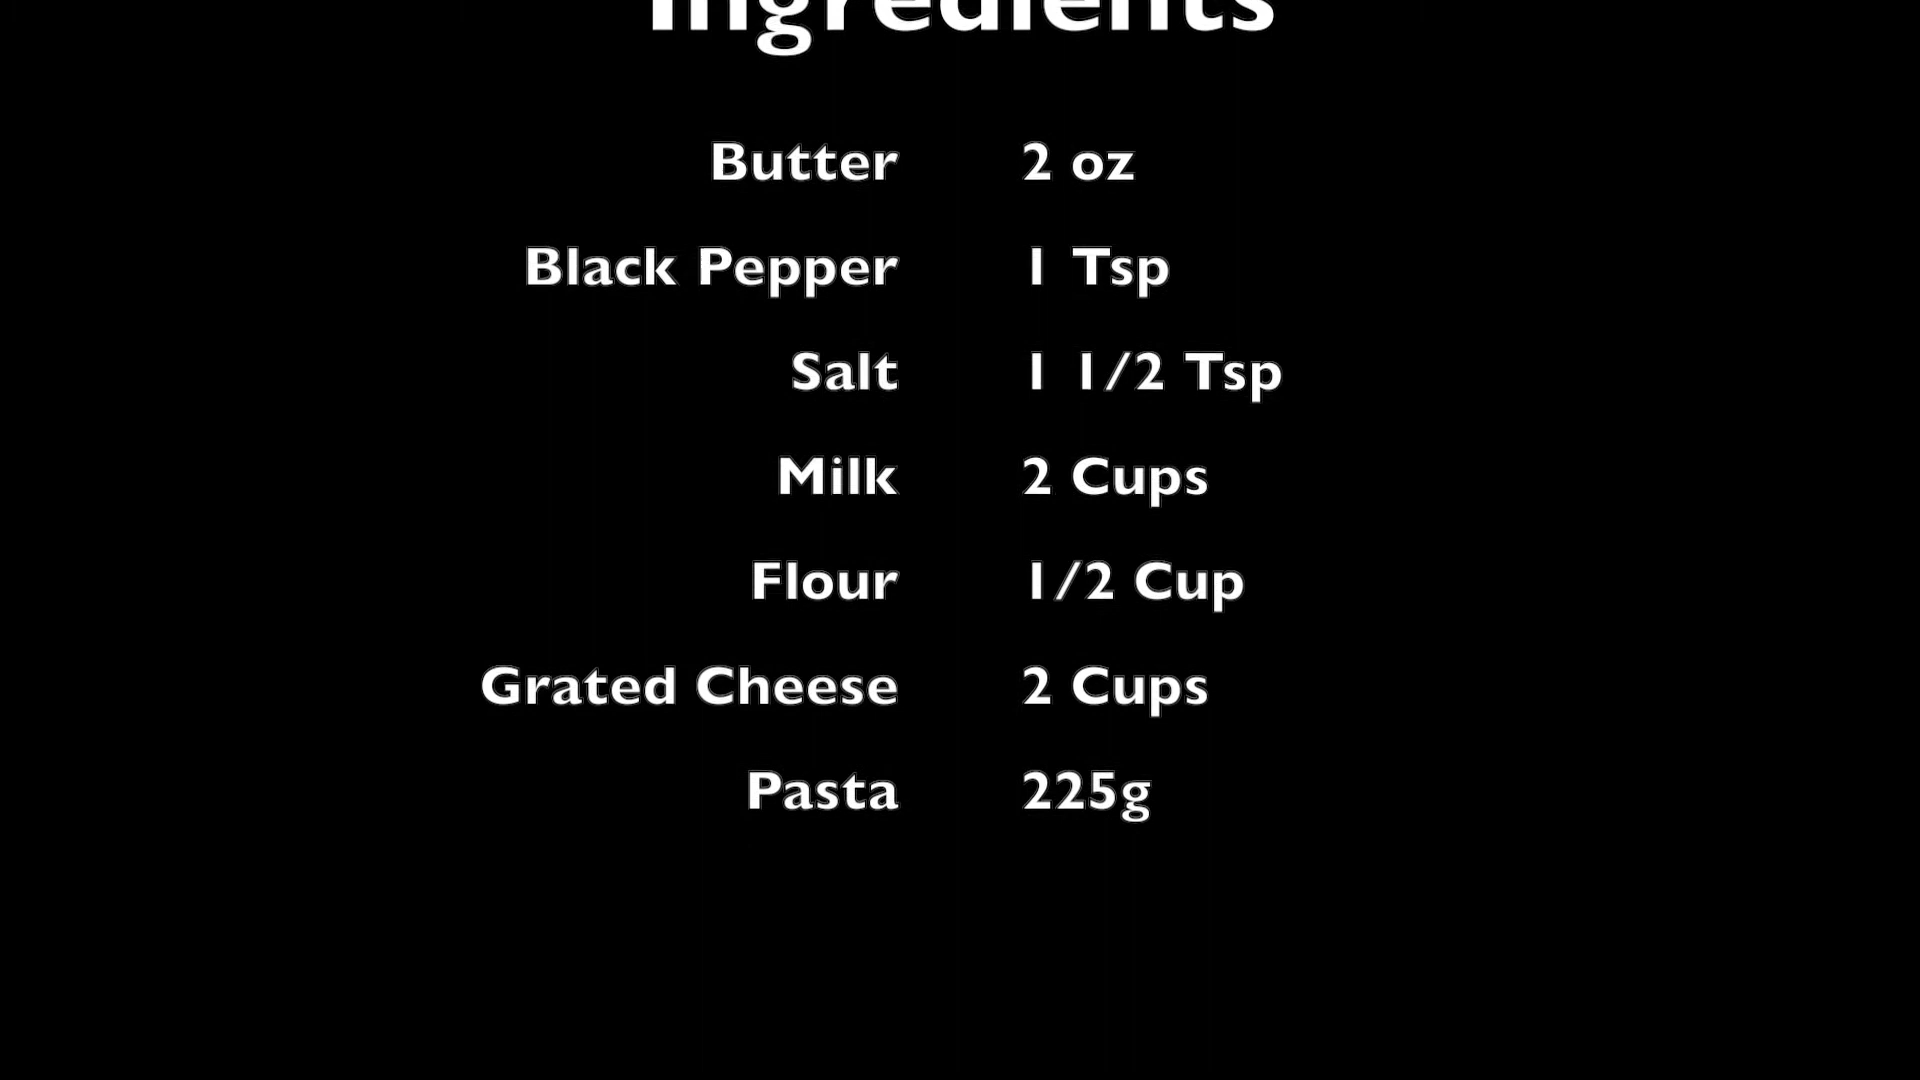 Ingredients
Butter 2 oz
Black Pepper 1 Tsp
Salt 1 1/2 Tsp
Milk 2 Cups
Flour 1/2 Cup
Grated Cheese 2 Cups
Pasta 225g